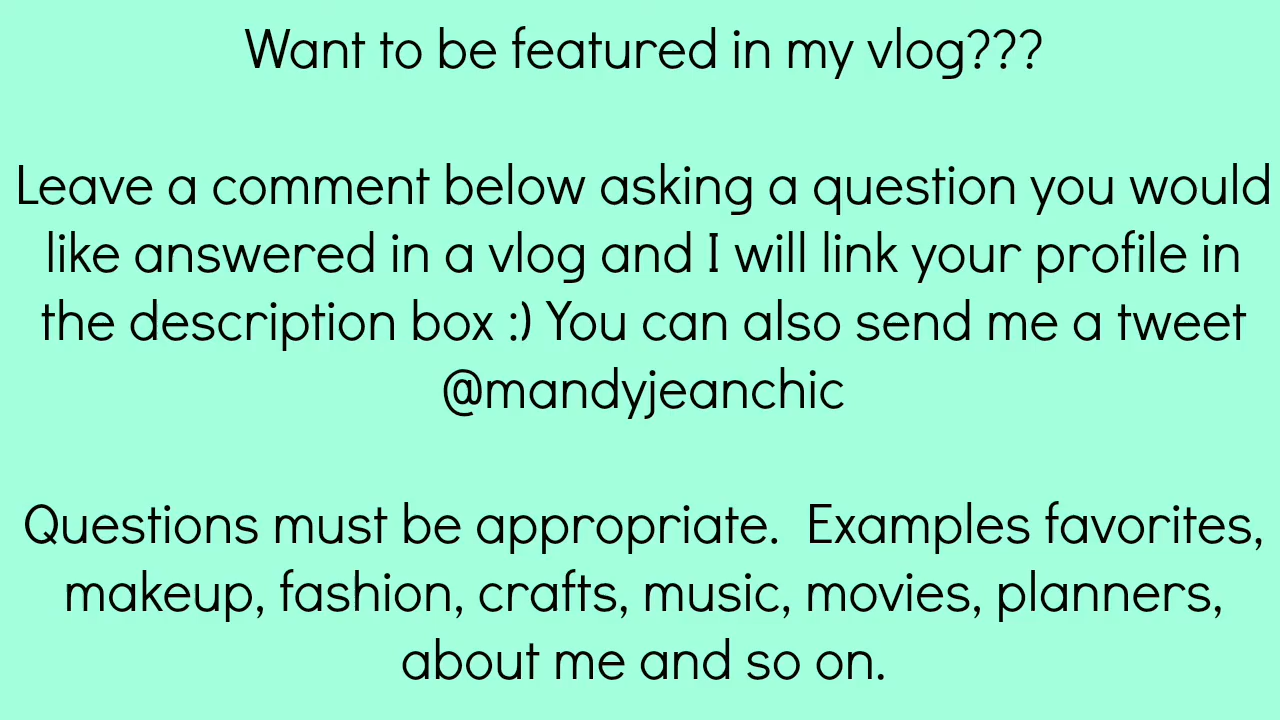 Want to be featured in my vlog???
Leave a comment below asking a question you would
like answered in a vlog and I will link your profile in
the description box :) You can also send me a tweet
@mandyjeanchic
Questions must be appropriate.  Examples favorites,
makeup, fashion, crafts, music, movies, planners,
about me and so on.